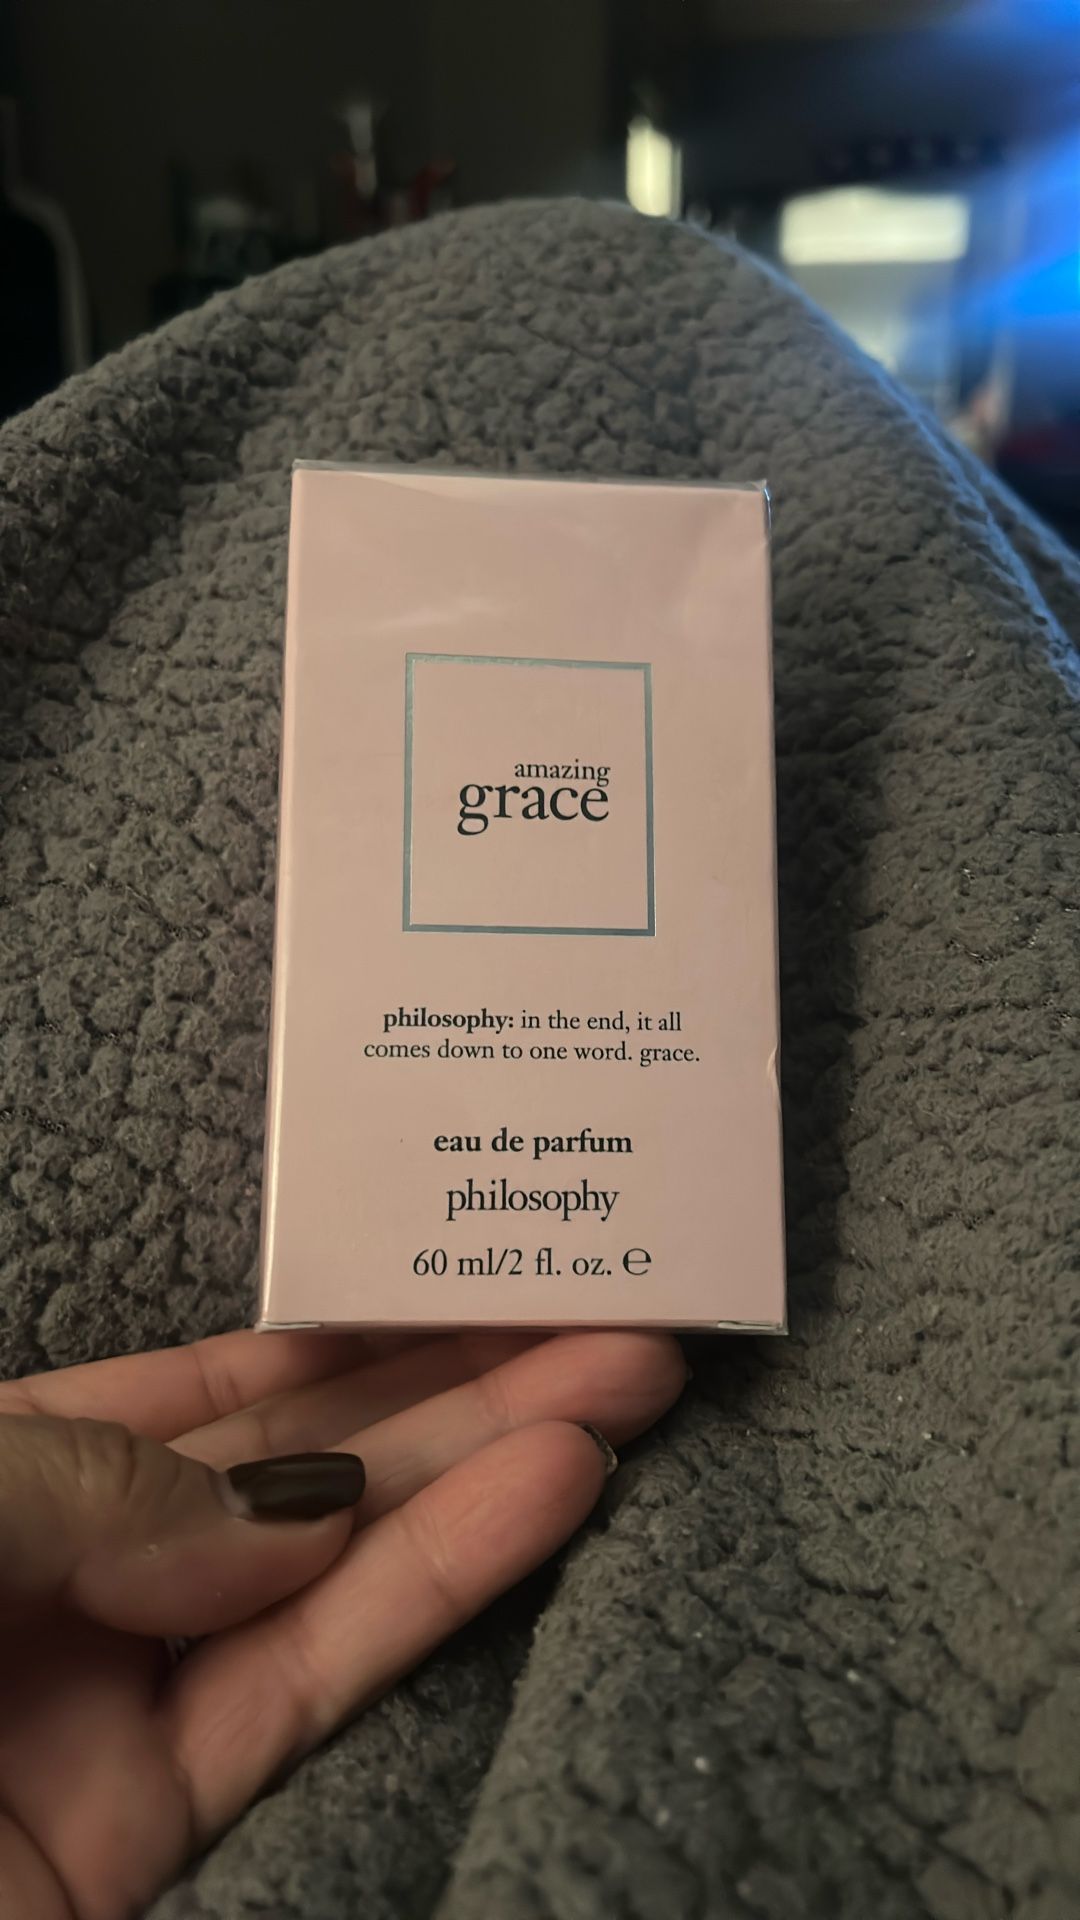 amazing
grace
philosophy: in the end, it all
comes down to one word. grace.
eau de parfum
philosophy
60 ml/2 fl. oz. ℮